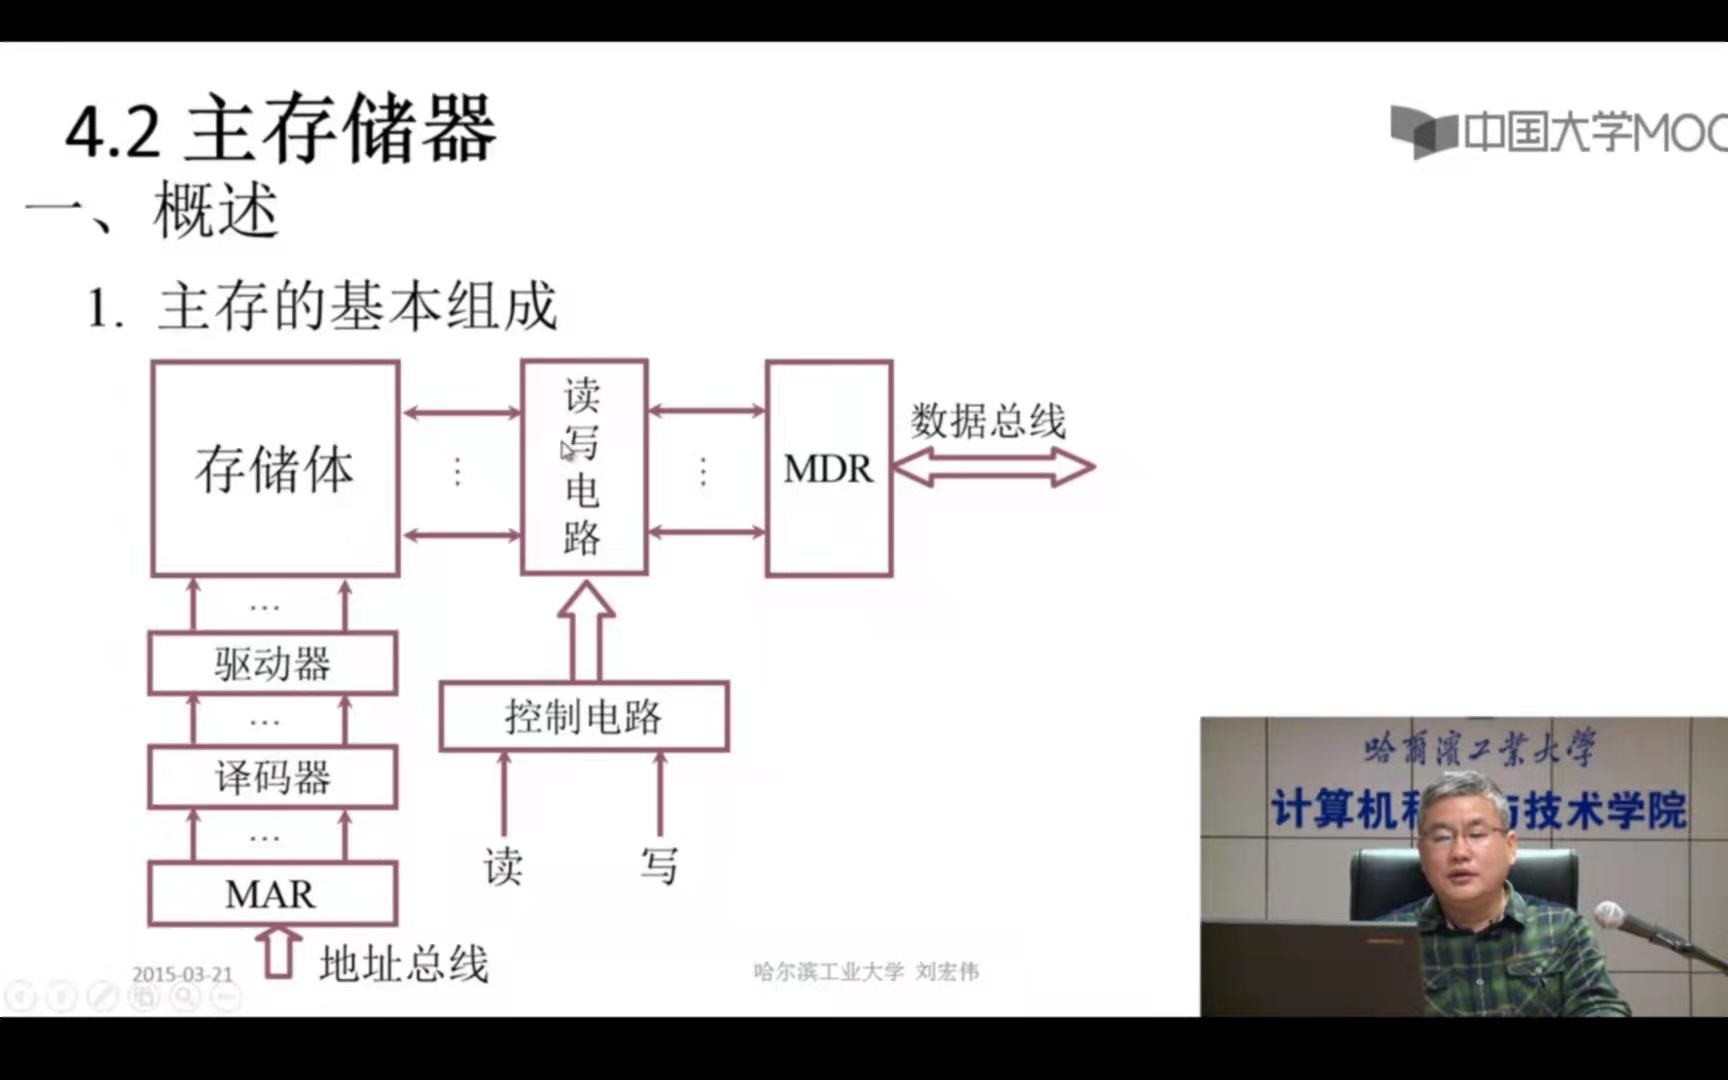 4.2 主存储器
中国大学MOO
一、概述
1. 主存的基本组成
存储体
读
写
电
路
MDR
数据总线
...
...
...
驱动器
...
译码器
...
MAR
地址总线
控制电路
读
写
2015-03-21
哈尔滨工业大学 刘宏伟
哈爾濱工業大學
计算机科 与技术学院